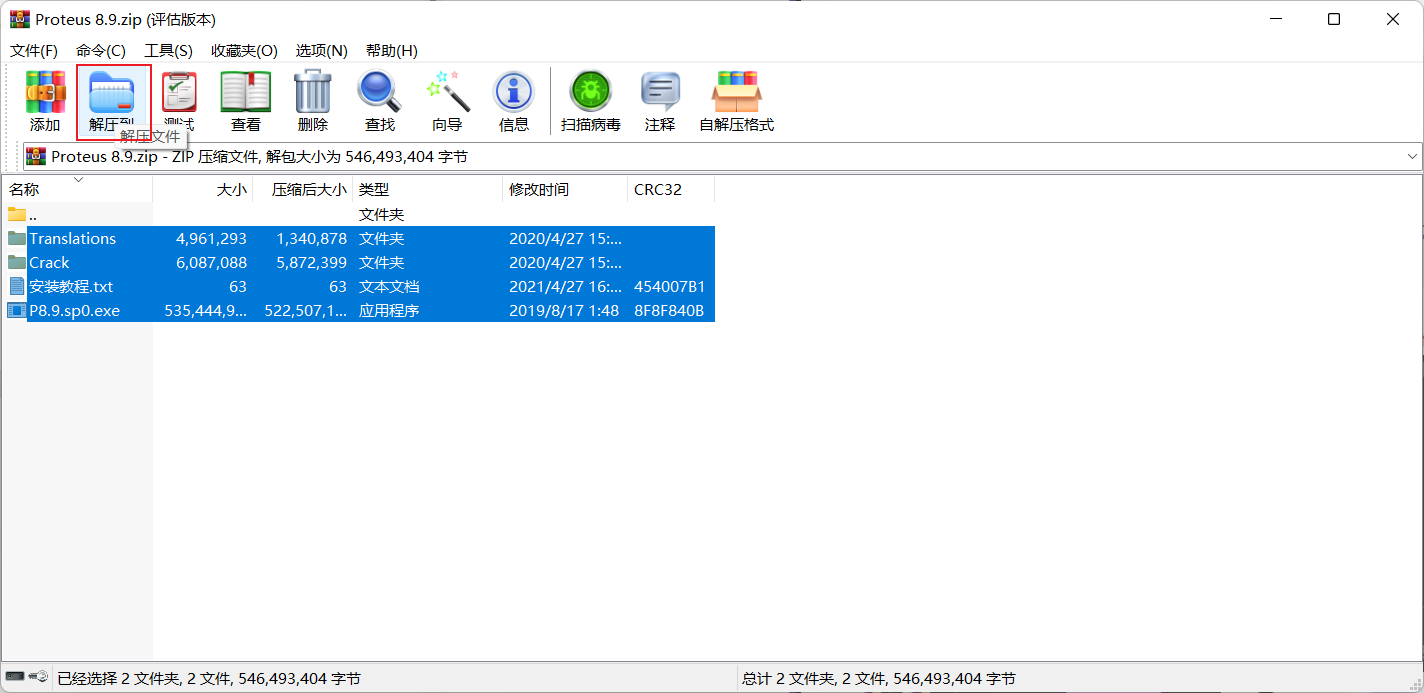 Proteus 8.9.zip (评估版本)
文件(F) 命令(C) 工具(S) 收藏夹(O) 选项(N) 帮助(H)
添加 解压到 测试 查看 删除 查找 向导 信息 扫描病毒 注释 自解压格式
解压文件
Proteus 8.9.zip - ZIP 压缩文件, 解包大小为 546,493,404 字节
名称 大小 压缩后大小 类型 修改时间 CRC32
.. 文件夹
Translations 4,961,293 1,340,878 文件夹 2020/4/27 15:...
Crack 6,087,088 5,872,399 文件夹 2020/4/27 15:...
安装教程.txt 63 63 文本文档 2021/4/27 16:... 454007B1
P8.9.sp0.exe 535,444,9... 522,507,1... 应用程序 2019/8/17 1:48 8F8F840B
已经选择 2 文件夹, 2 文件, 546,493,404 字节 总计 2 文件夹, 2 文件, 546,493,404 字节